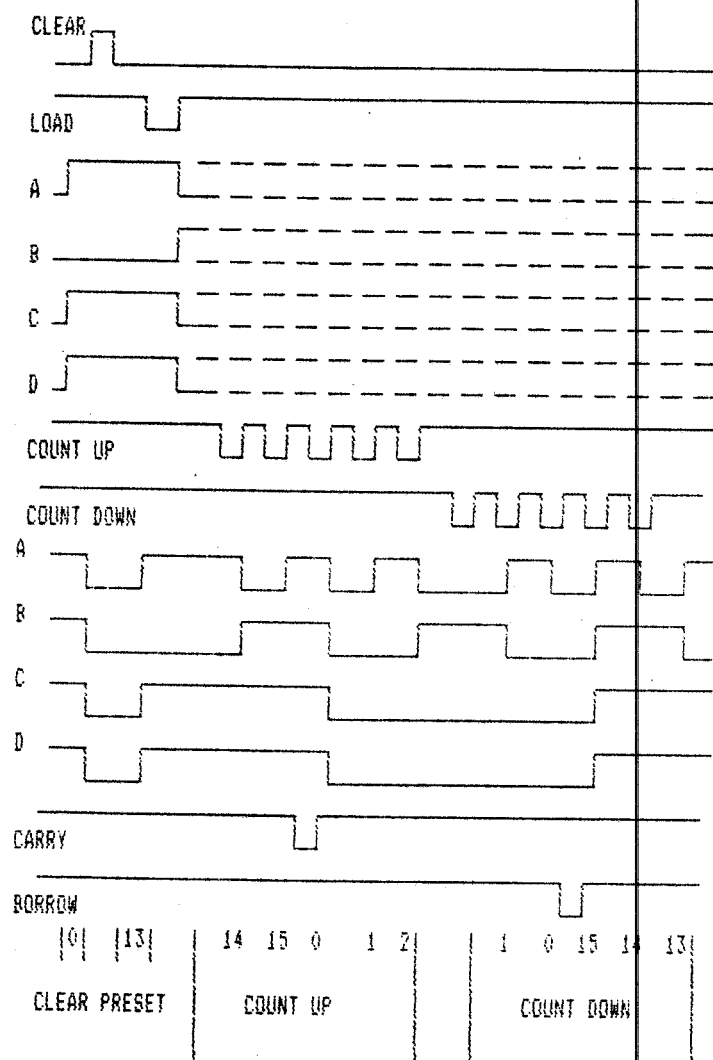 CLEAR
LOAD
A
B
C
D
COUNT UP
COUNT DOWN
A
B
C
D
CARRY
BORROW
0 13 14 15 0 1 2 1 0 15 14 13
CLEAR PRESET COUNT UP COUNT DOWN